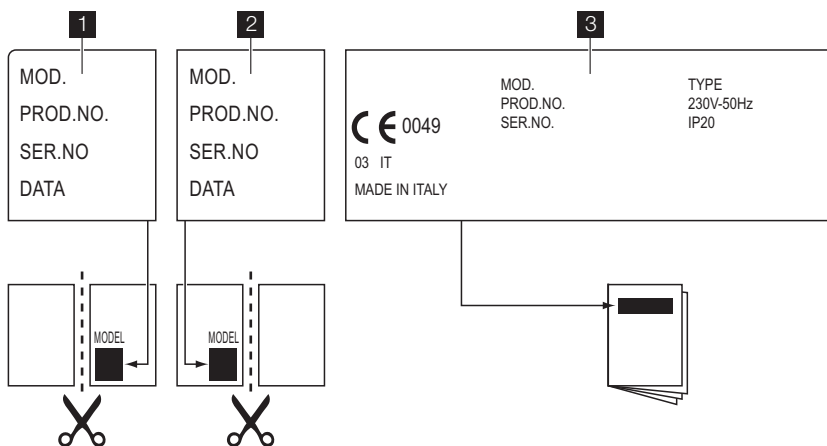 1
MOD.
PROD.NO.
SER.NO
DATA
MODEL
2
MOD.
PROD.NO.
SER.NO
DATA
MODEL
3
CE 0049
03 IT
MADE IN ITALY
MOD.
PROD.NO.
SER.NO.
TYPE
230V-50Hz
IP20